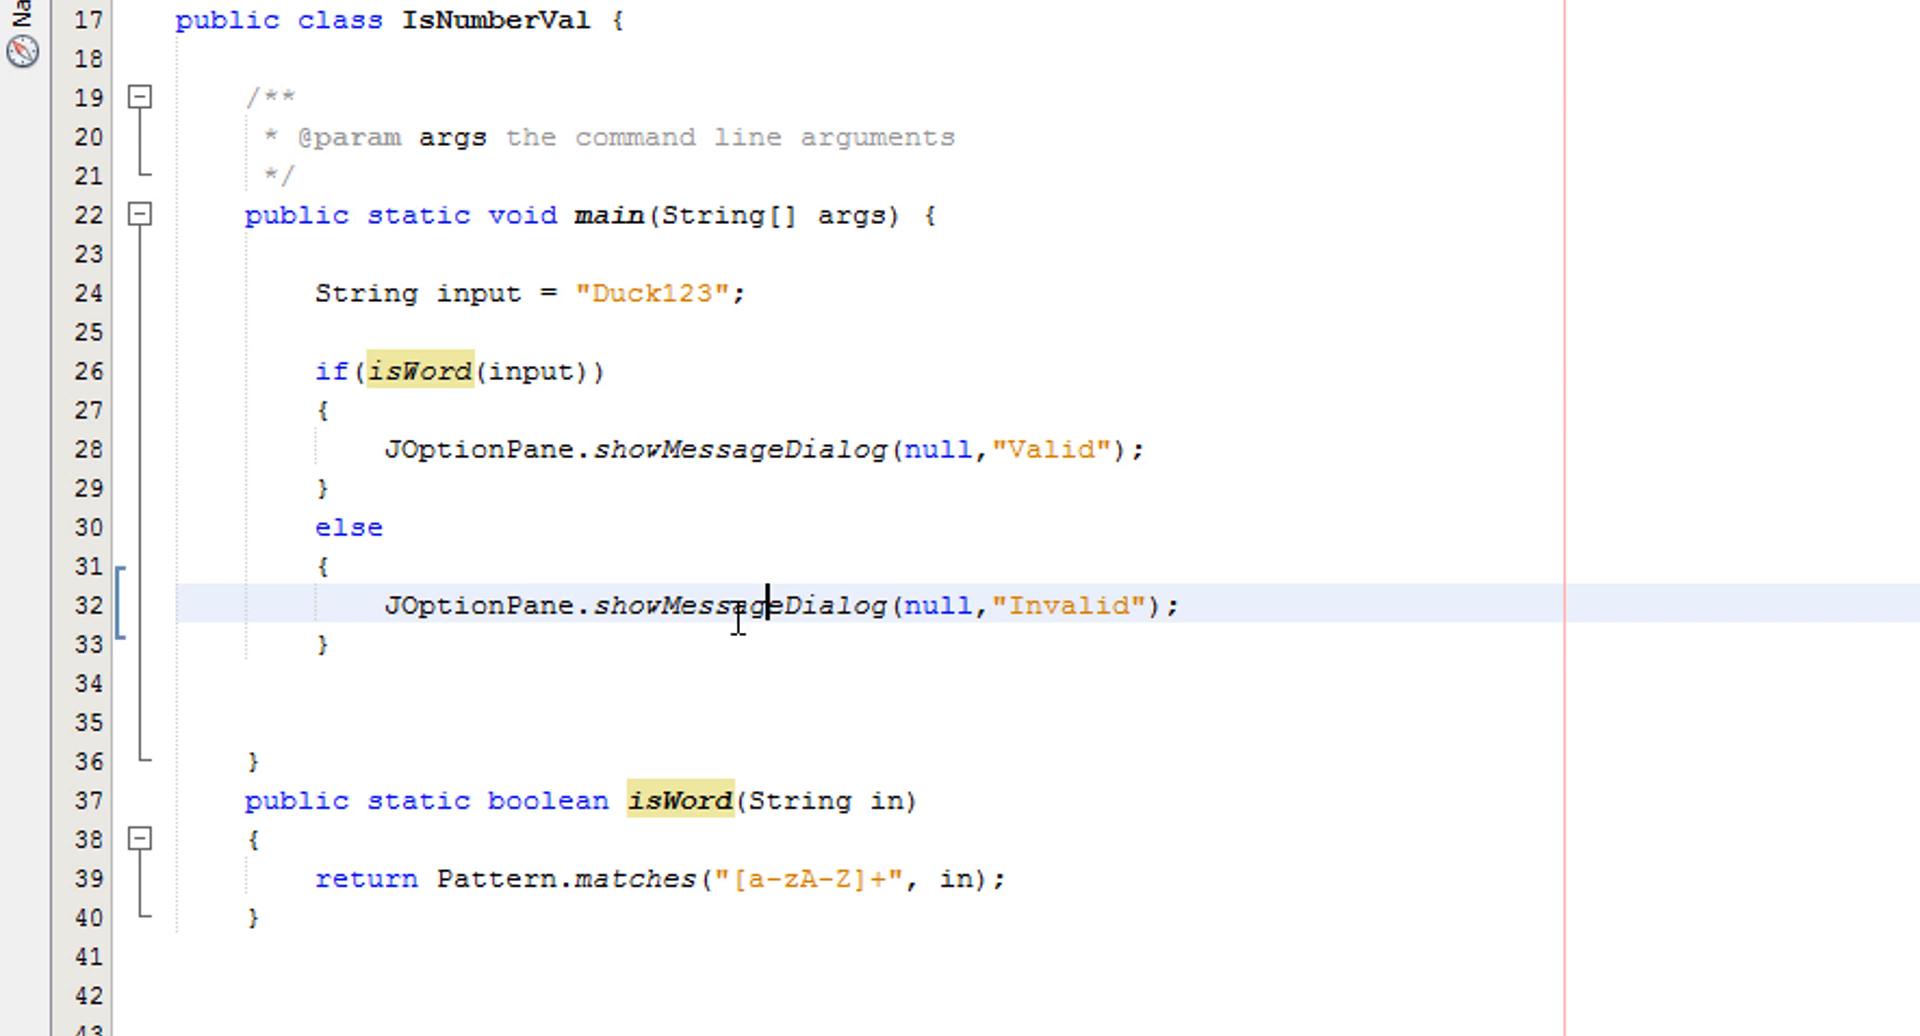 Na
17 public class IsNumberVal {
18
19 /**
20 * @param args the command line arguments
21 */
22 public static void main(String[] args) {
23
24 String input = "Duck123";
25
26 if(isWord(input))
27 {
28 JOptionPane.showMessageDialog(null,"Valid");
29 }
30 else
31 {
32 JOptionPane.showMessageDialog(null,"Invalid");
33 }
34
35
36 }
37 public static boolean isWord(String in)
38 {
39 return Pattern.matches("[a-zA-Z]+", in);
40 }
41
42
43